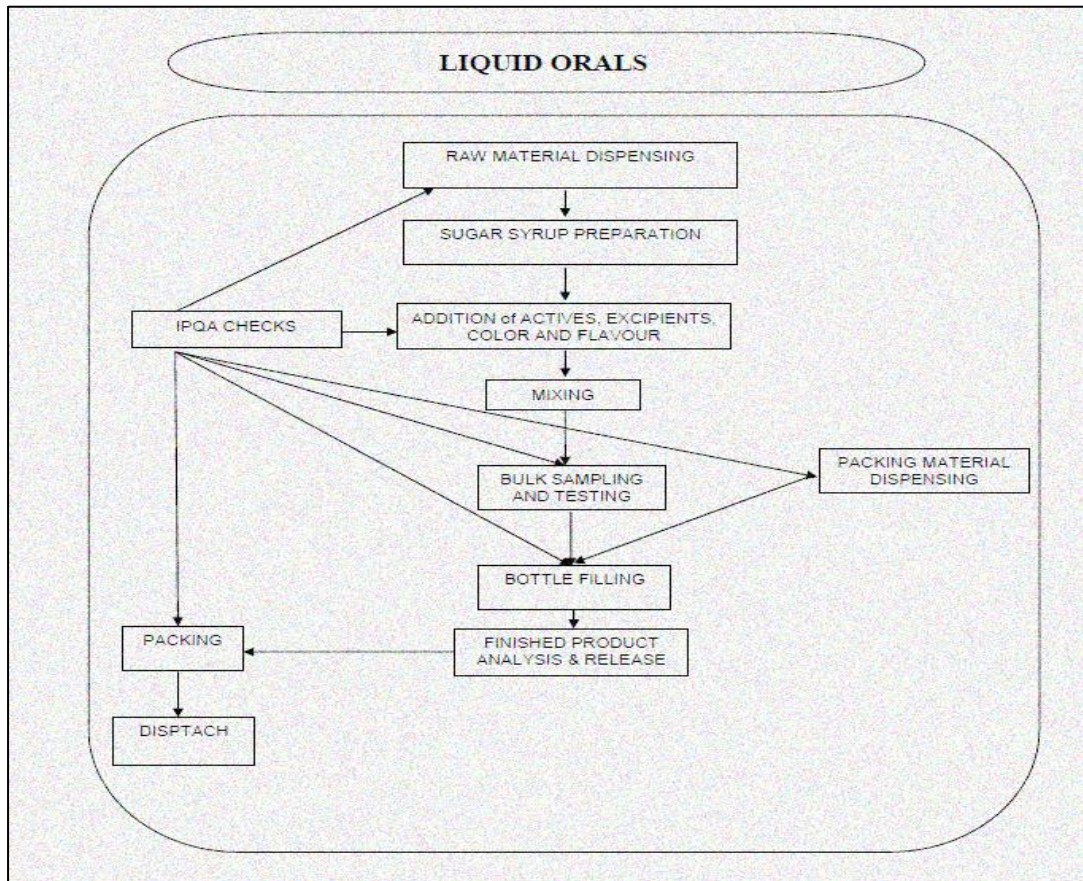 LIQUID ORALS
RAW MATERIAL DISPENSING
SUGAR SYRUP PREPARATION
IPQA CHECKS
ADDITION of ACTIVES, EXCIPIENTS,
COLOR AND FLAVOUR
MIXING
BULK SAMPLING
AND TESTING
PACKING MATERIAL
DISPENSING
BOTTLE FILLING
PACKING
FINISHED PRODUCT
ANALYSIS & RELEASE
DISPTACH